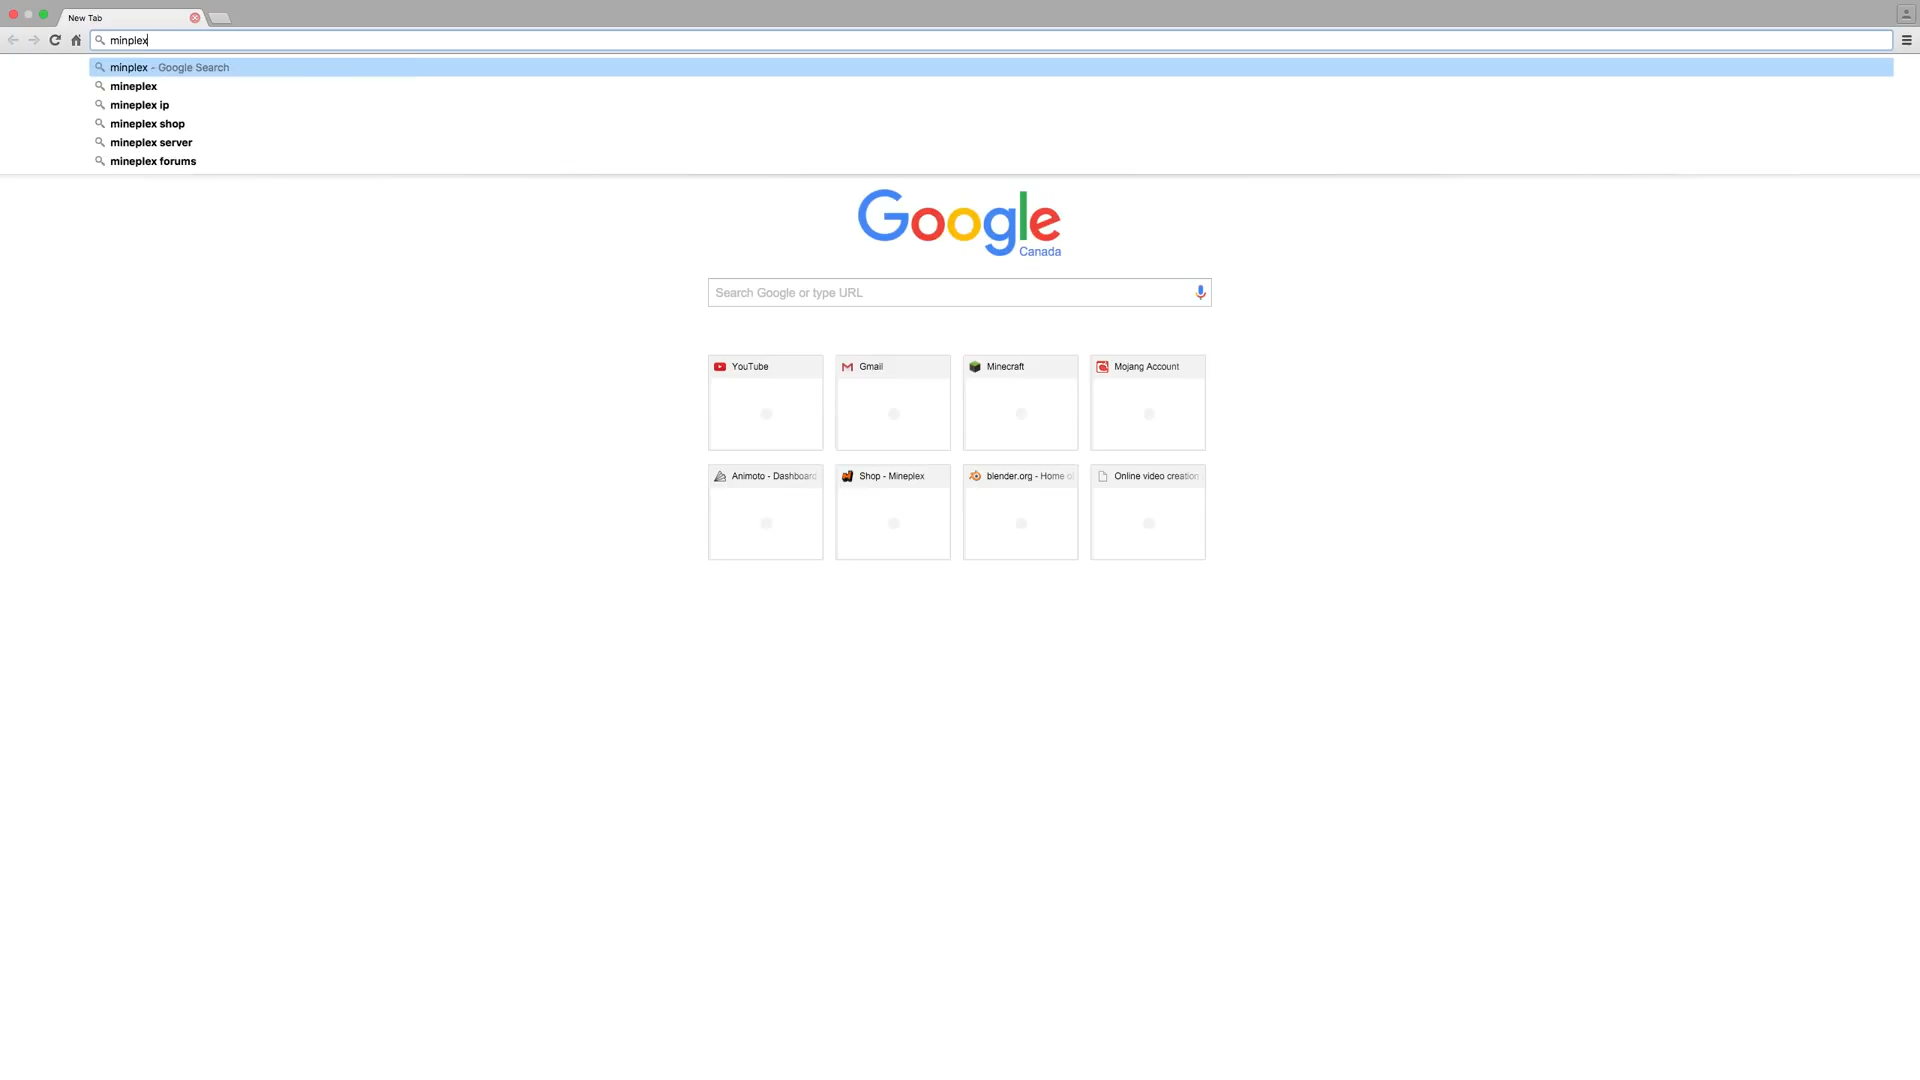 New Tab
minplex
minplex - Google Search
mineplex
mineplex ip
mineplex shop
mineplex server
mineplex forums
Google
Canada
Search Google or type URL
YouTube
Gmail
Minecraft
Mojang Account
Animoto - Dashboard
Shop - Mineplex
blender.org - Home o
Online video creation